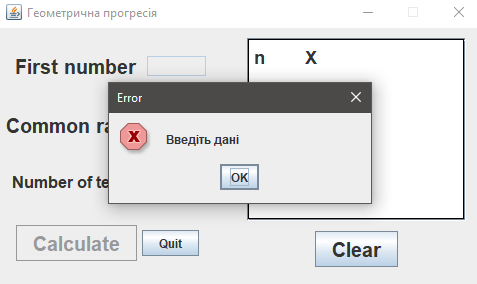 Геометрична прогресія
First number
n X
Error
Введіть дані
OK
Common ra
Number of te
Calculate
Quit
Clear